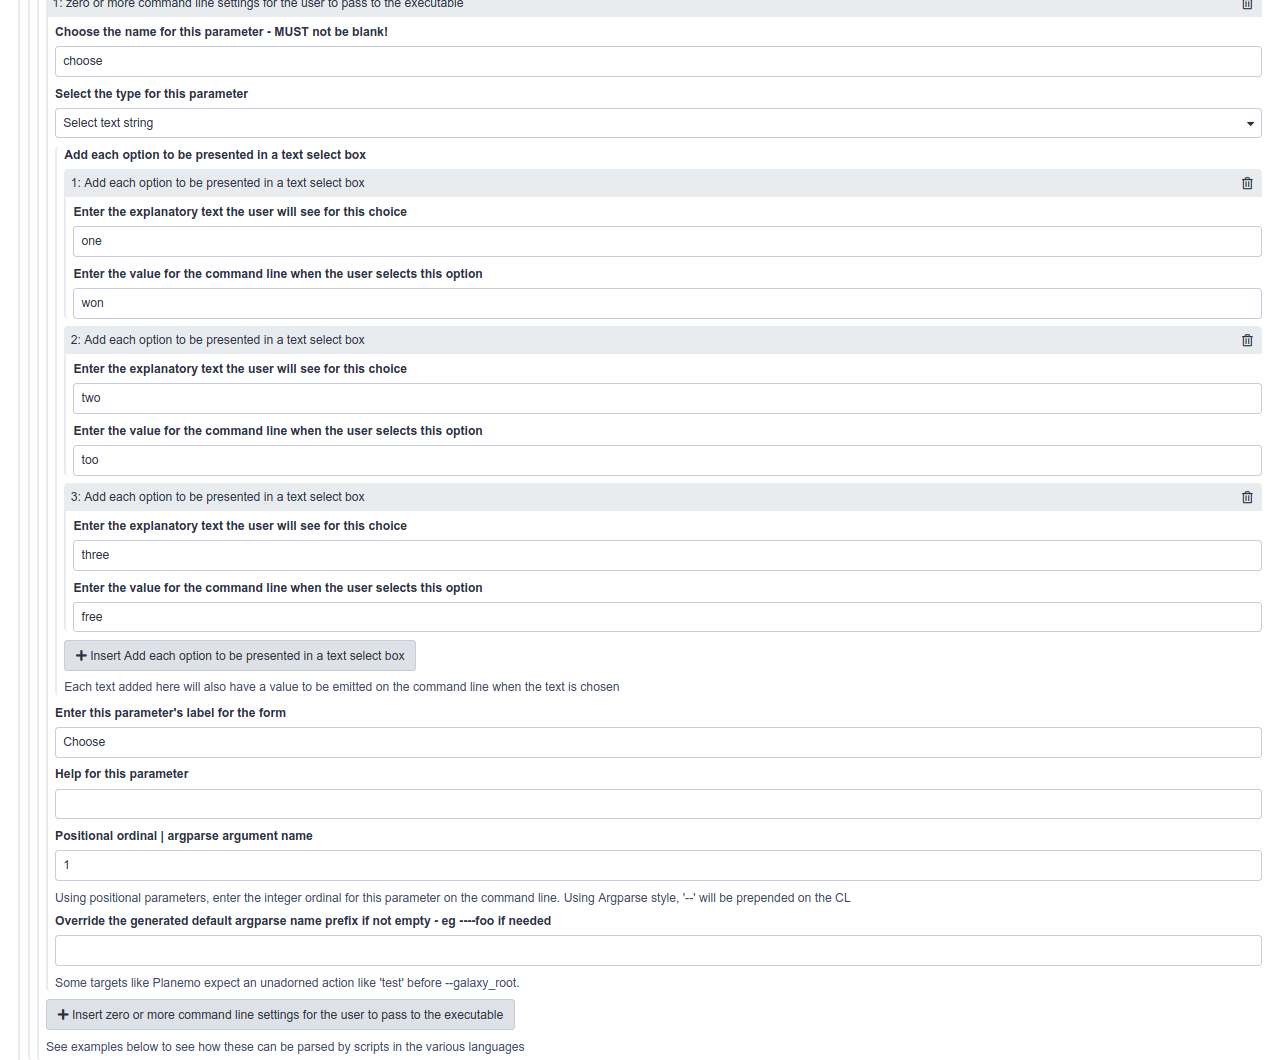 1: zero or more command line settings for the user to pass to the executable
Choose the name for this parameter - MUST not be blank!
choose
Select the type for this parameter
Select text string
Add each option to be presented in a text select box
1: Add each option to be presented in a text select box
Enter the explanatory text the user will see for this choice
one
Enter the value for the command line when the user selects this option
won
2: Add each option to be presented in a text select box
Enter the explanatory text the user will see for this choice
two
Enter the value for the command line when the user selects this option
too
3: Add each option to be presented in a text select box
Enter the explanatory text the user will see for this choice
three
Enter the value for the command line when the user selects this option
free
+ Insert Add each option to be presented in a text select box
Each text added here will also have a value to be emitted on the command line when the text is chosen
Enter this parameter's label for the form
Choose
Help for this parameter
Positional ordinal | argparse argument name
1
Using positional parameters, enter the integer ordinal for this parameter on the command line. Using Argparse style, '--' will be prepended on the CL
Override the generated default argparse name prefix if not empty - eg ----foo if needed
Some targets like Planemo expect an unadorned action like 'test' before --galaxy_root.
+ Insert zero or more command line settings for the user to pass to the executable
See examples below to see how these can be parsed by scripts in the various languages